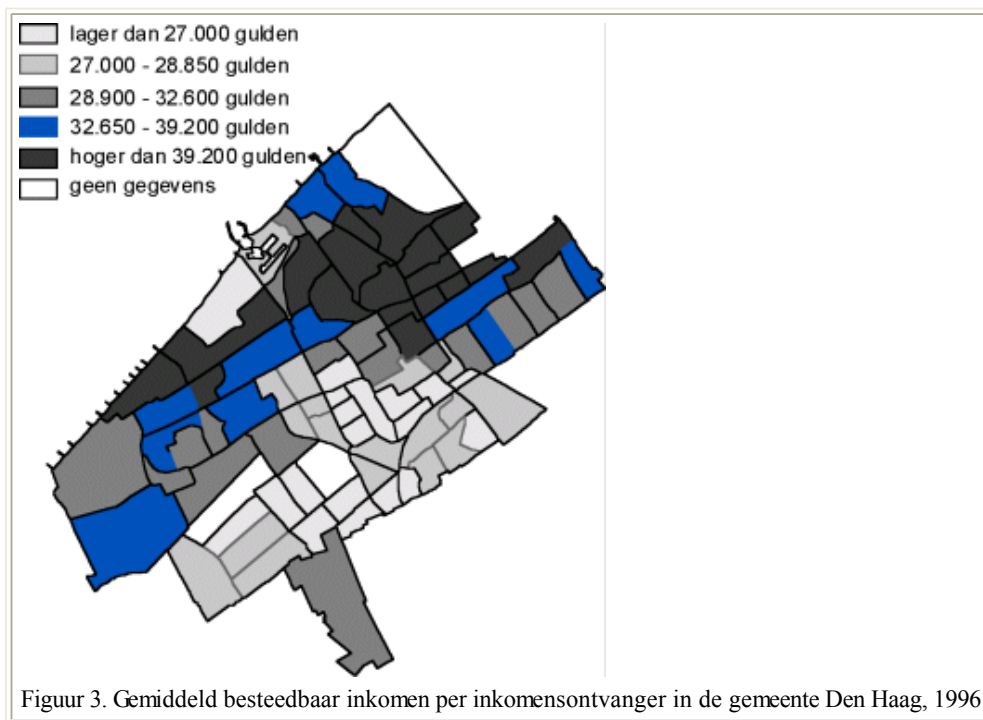 lager dan 27.000 gulden
27.000 - 28.850 gulden
28.900 - 32.600 gulden
32.650 - 39.200 gulden
hoger dan 39.200 gulden
geen gegevens
Figuur 3. Gemiddeld besteedbaar inkomen per inkomensontvanger in de gemeente Den Haag, 1996